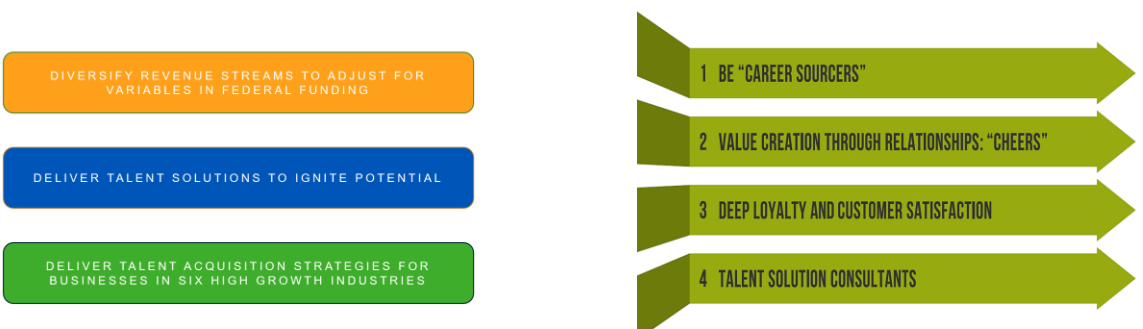 DIVERSIFY REVENUE STREAMS TO ADJUST FOR
VARIABLES IN FEDERAL FUNDING
DELIVER TALENT SOLUTIONS TO IGNITE POTENTIAL
DELIVER TALENT ACQUISITION STRATEGIES FOR
BUSINESSES IN SIX HIGH GROWTH INDUSTRIES
1 BE “CAREER SOURCERS”
2 VALUE CREATION THROUGH RELATIONSHIPS: “CHEERS”
3 DEEP LOYALTY AND CUSTOMER SATISFACTION
4 TALENT SOLUTION CONSULTANTS